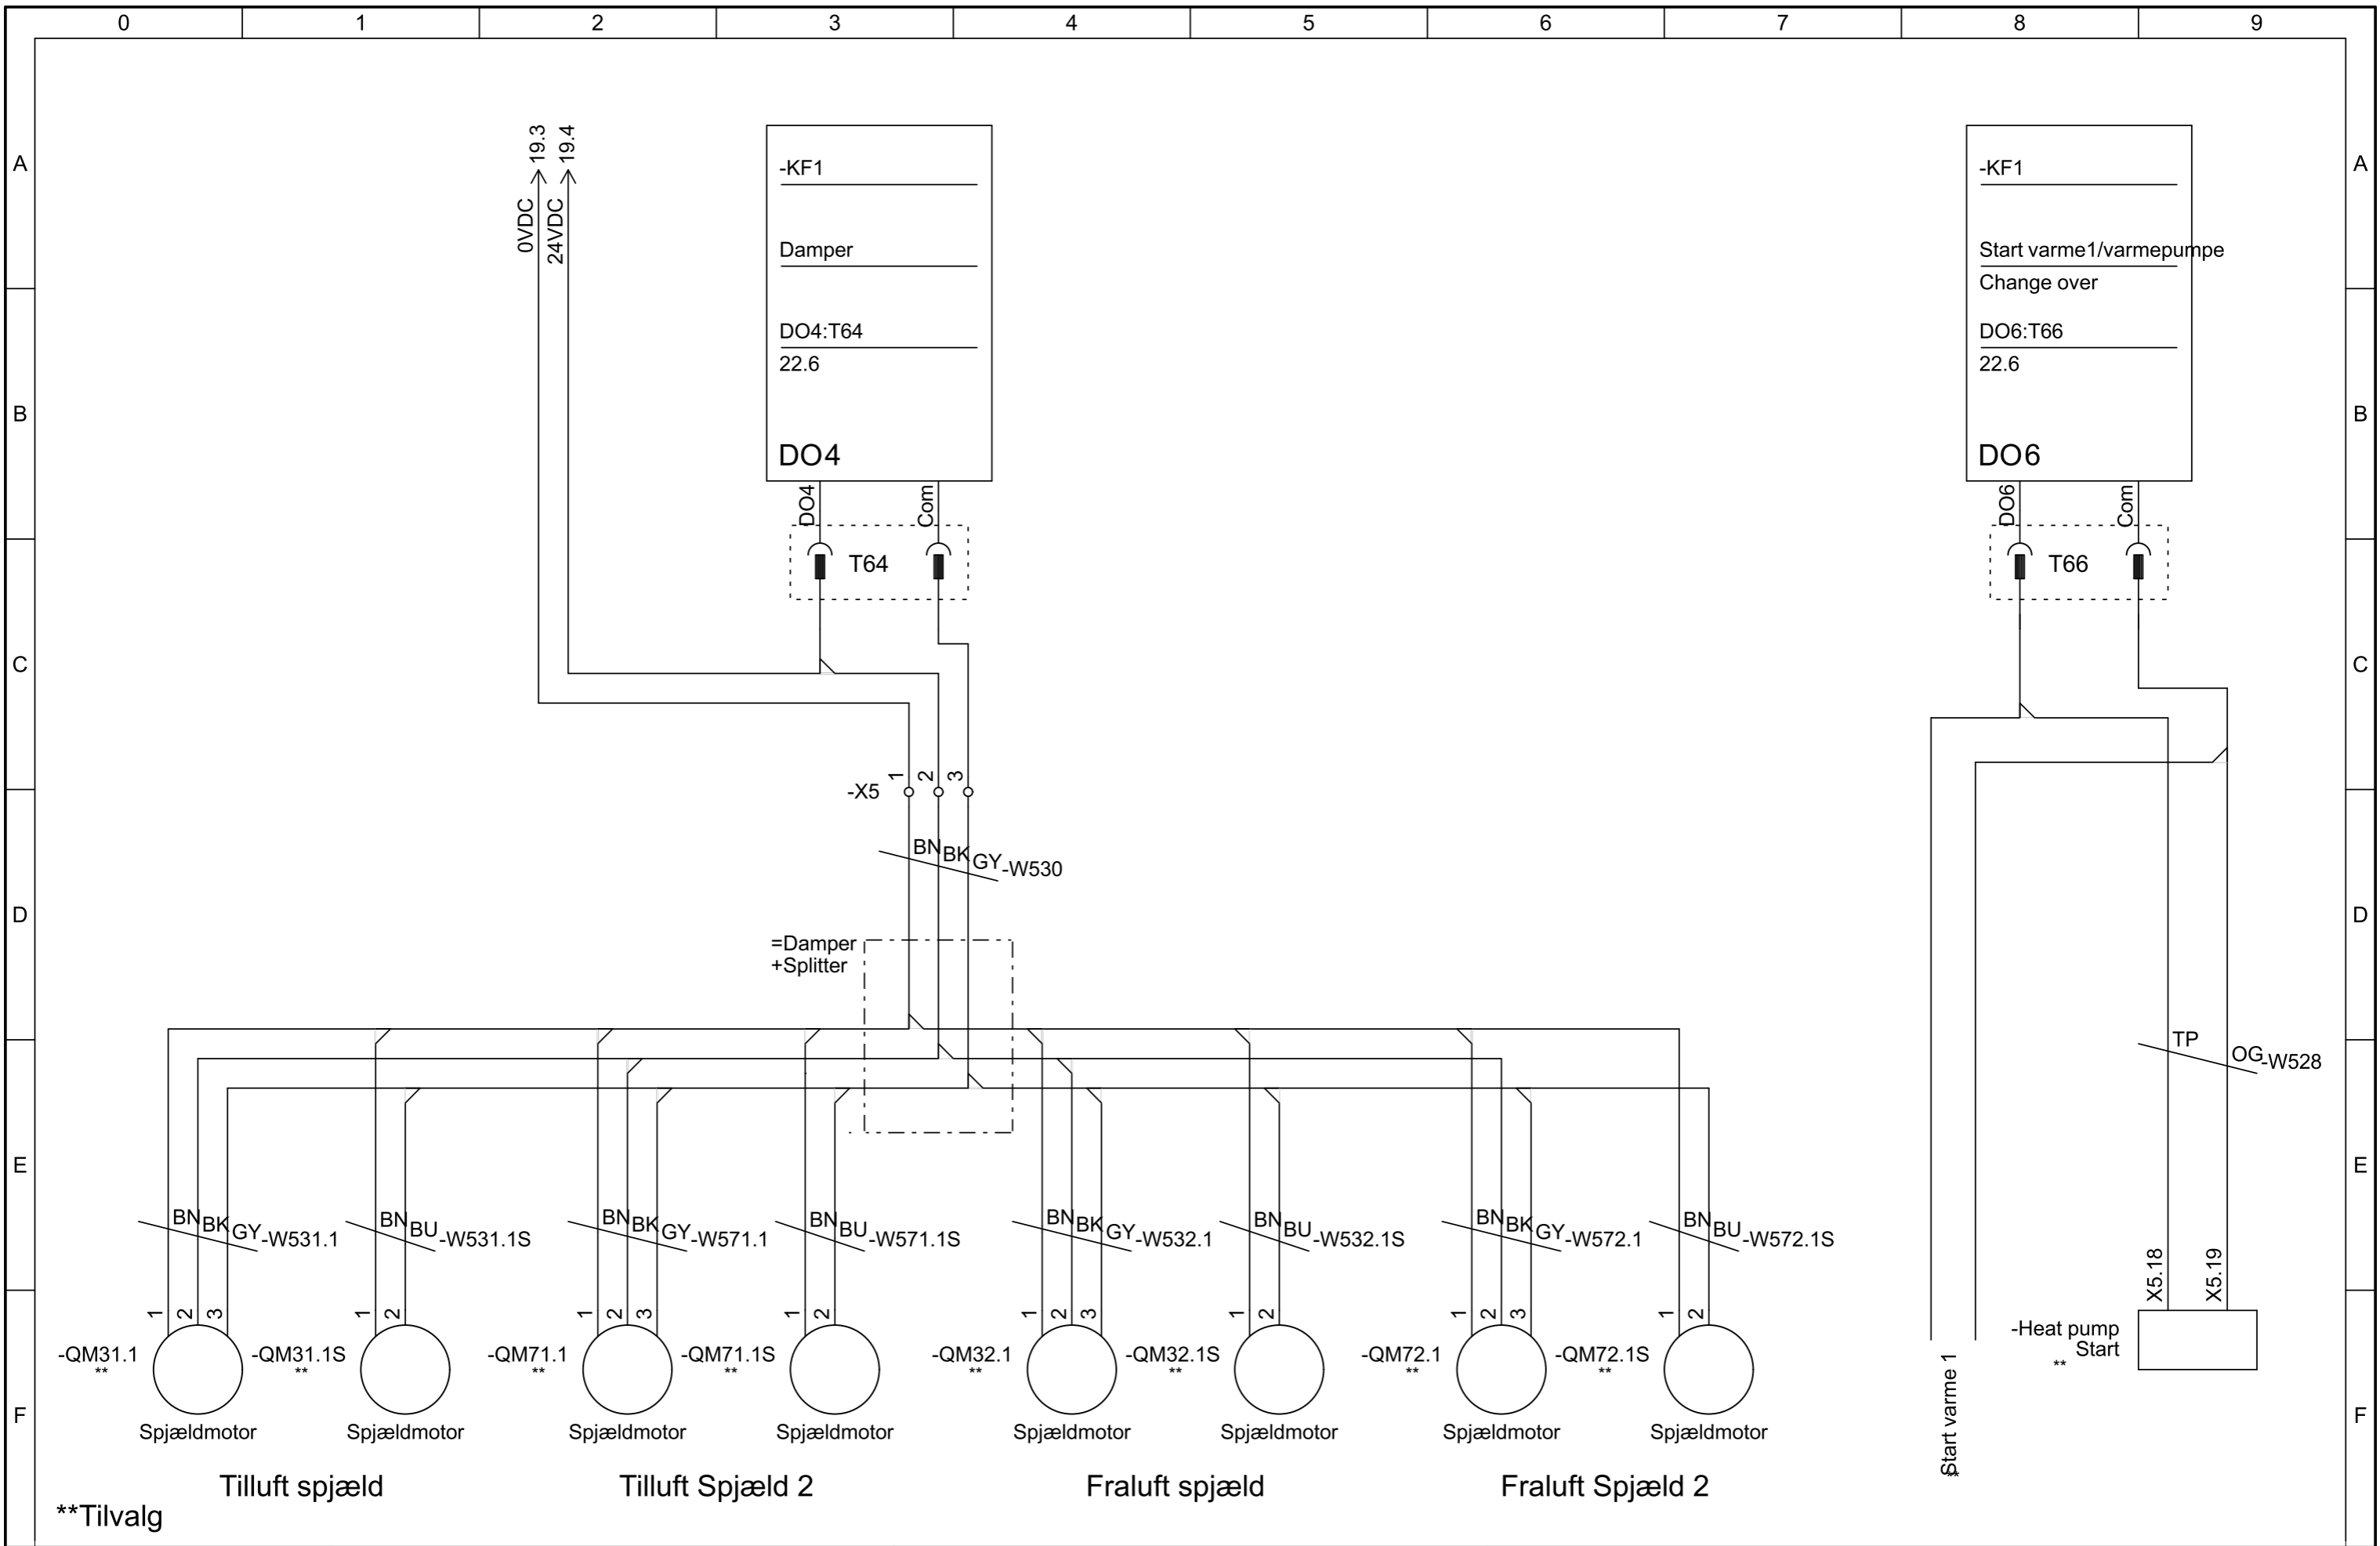 0 1 2 3 4 5 6 7 8 9
A A
B B
C C
D D
E E
F F
0VDC 19.3
24VDC 19.4
-KF1
Damper
DO4:T64
22.6
DO4
DO4 Com
T64
-KF1
Start varme1/varmepumpe
Change over
DO6:T66
22.6
DO6
DO6 Com
T66
-X5 1 2 3
BN BK GY -W530
=Damper
+Splitter
TP OG -W528
BN BK GY -W531.1
BN BU -W531.1S
BN BK GY -W571.1
BN BU -W571.1S
BN BK GY -W532.1
BN BU -W532.1S
BN BK GY -W572.1
BN BU -W572.1S
X5.18 X5.19
1 2 3
1 2
1 2 3
1 2
1 2 3
1 2
1 2 3
1 2
-QM31.1
**
Spjældmotor
-QM31.1S
**
Spjældmotor
-QM71.1
**
Spjældmotor
-QM71.1S
**
Spjældmotor
-QM32.1
**
Spjældmotor
-QM32.1S
**
Spjældmotor
-QM72.1
**
Spjældmotor
-QM72.1S
**
Spjældmotor
Start varme 1
**
-Heat pump
Start
**
Tilluft spjæld
Tilluft Spjæld 2
Fraluft spjæld
Fraluft Spjæld 2
**Tilvalg